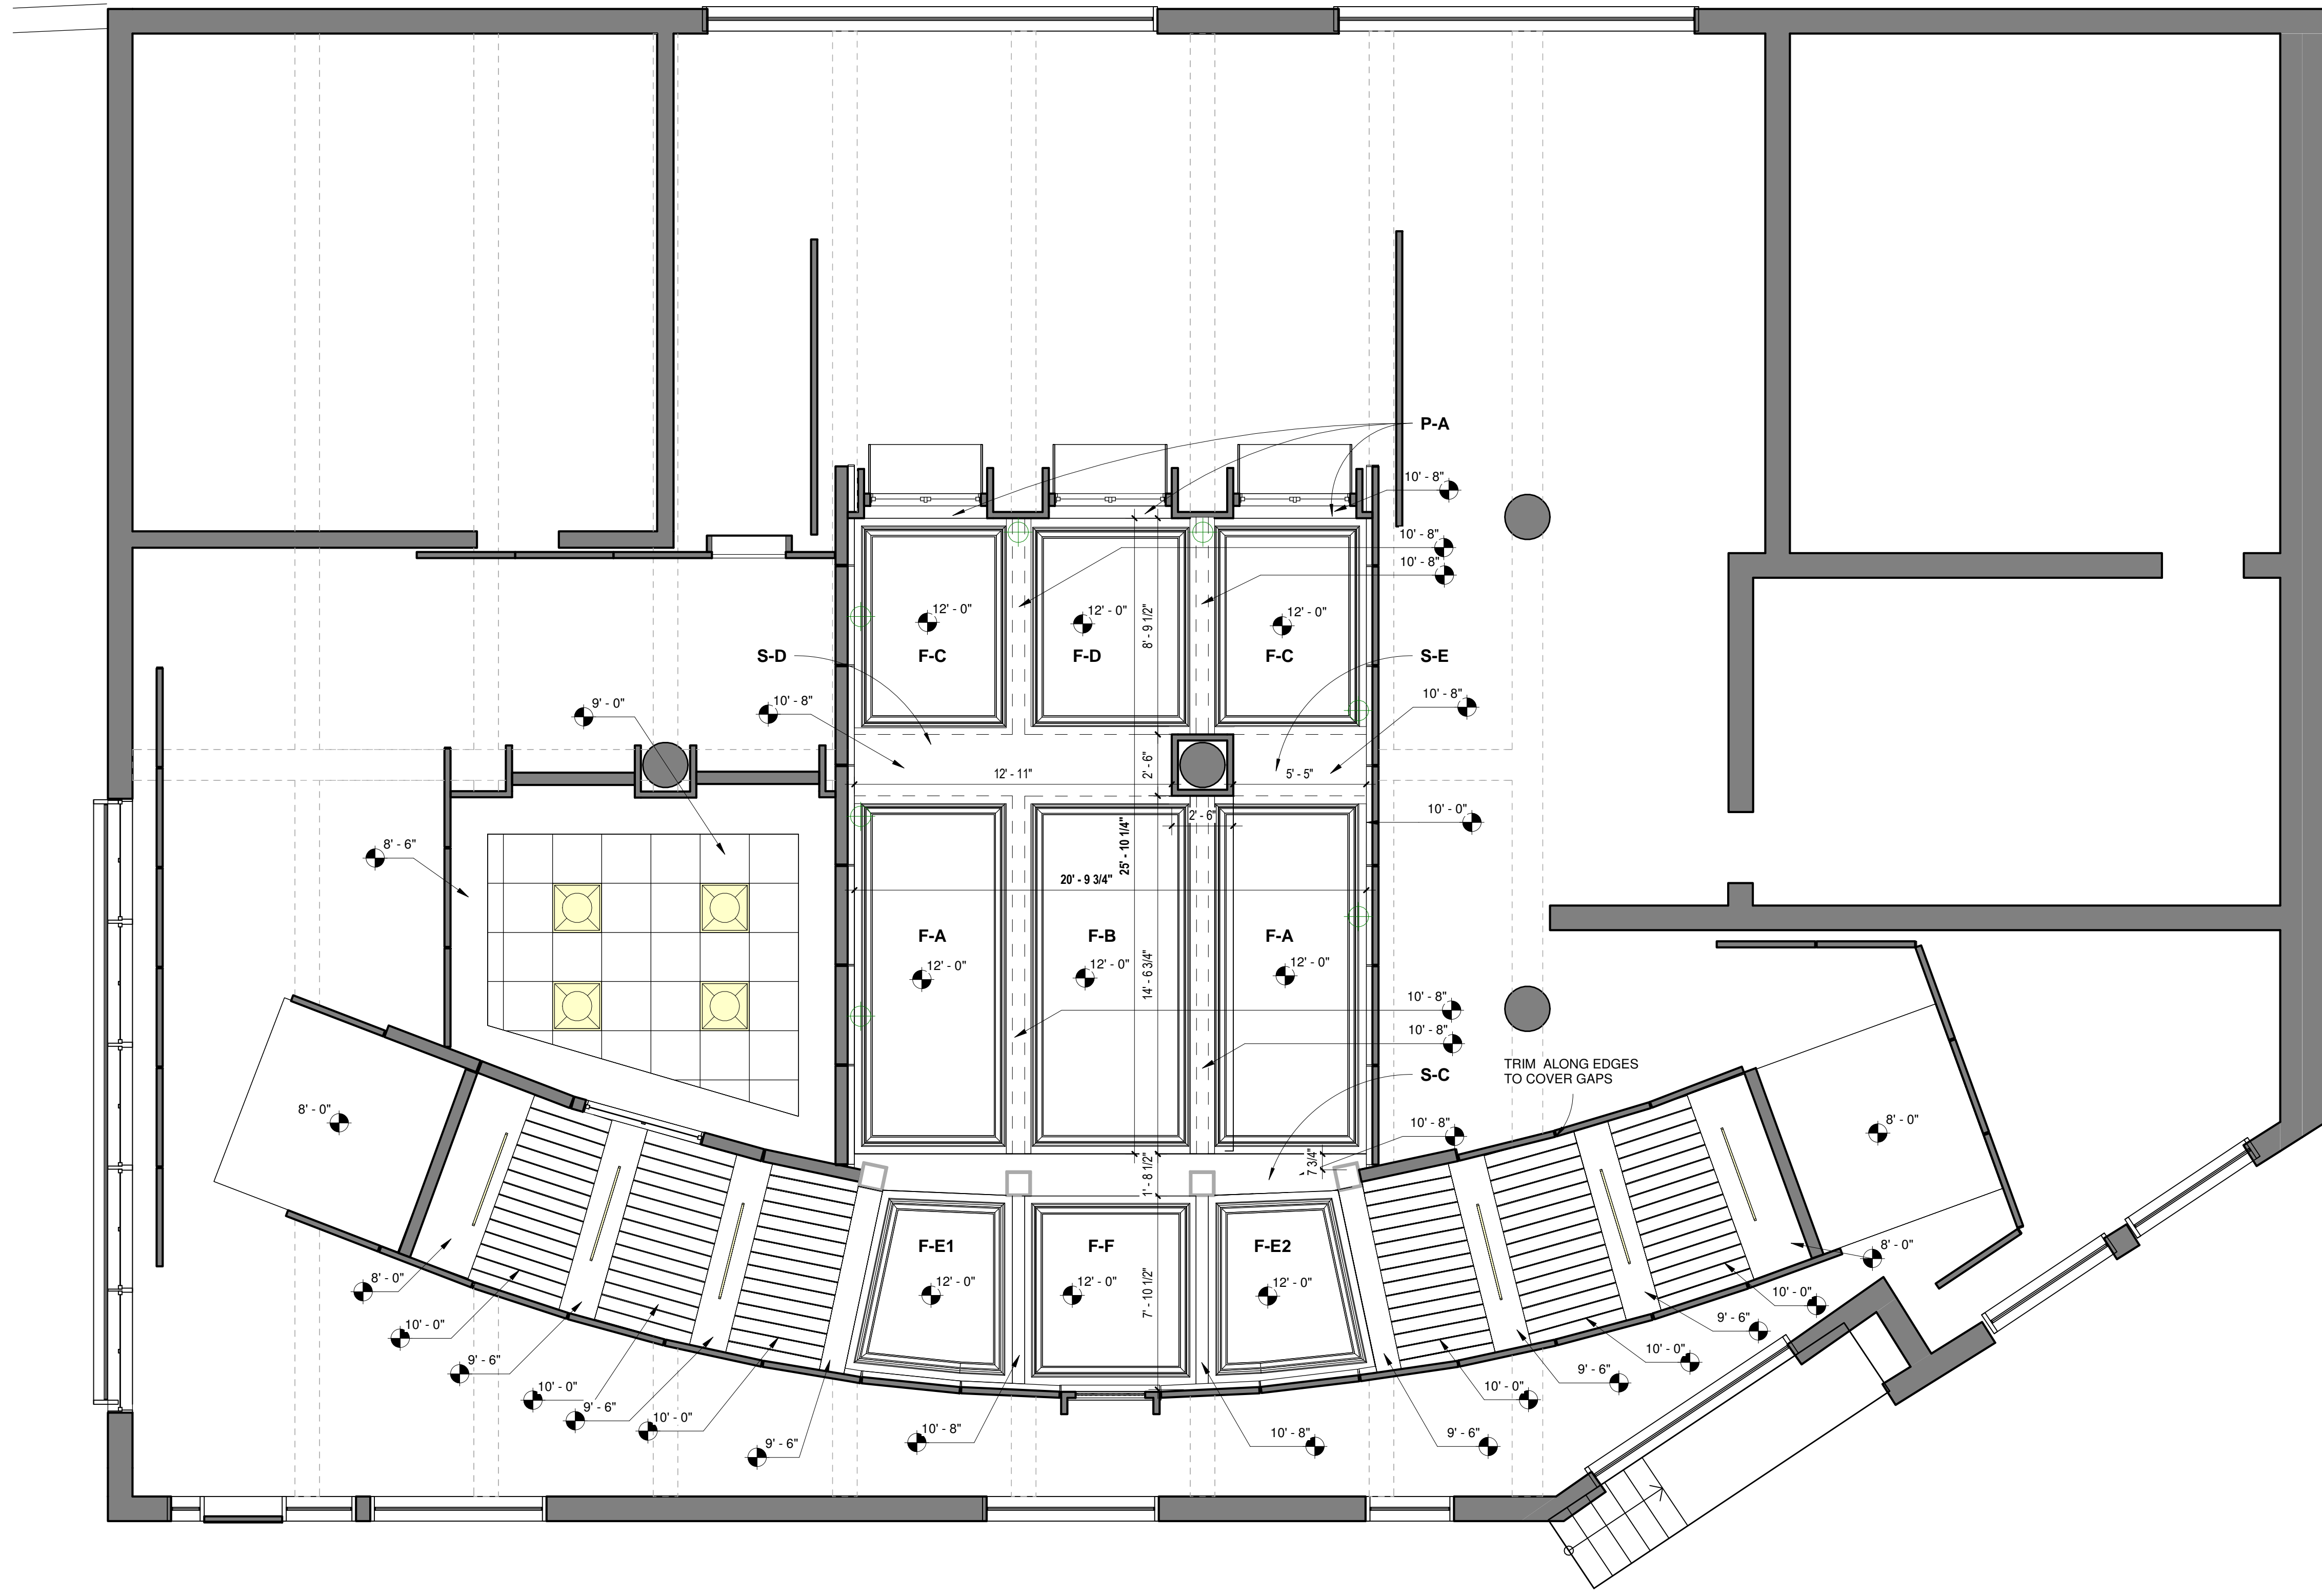 P-A
10' - 8"
10' - 8"
10' - 8"
12' - 0"
12' - 0"
12' - 0"
8' - 9 1/2"
S-D
F-C
F-D
F-C
S-E
9' - 0"
10' - 8"
10' - 8"
12' - 11"
2' - 6"
5' - 5"
2' - 6"
10' - 0"
8' - 6"
25' - 10 1/4"
20' - 9 3/4"
F-A
F-B
F-A
12' - 0"
12' - 0"
12' - 0"
14' - 6 3/4"
10' - 8"
10' - 8"
S-C
TRIM ALONG EDGES
TO COVER GAPS
8' - 0"
10' - 8"
8' - 0"
7 3/4"
1' - 8 1/2"
F-E1
F-F
F-E2
8' - 0"
8' - 0"
12' - 0"
12' - 0"
12' - 0"
7' - 10 1/2"
10' - 0"
10' - 0"
9' - 6"
9' - 6"
10' - 0"
9' - 6"
10' - 0"
10' - 0"
9' - 6"
10' - 0"
10' - 8"
10' - 8"
9' - 6"
9' - 6"